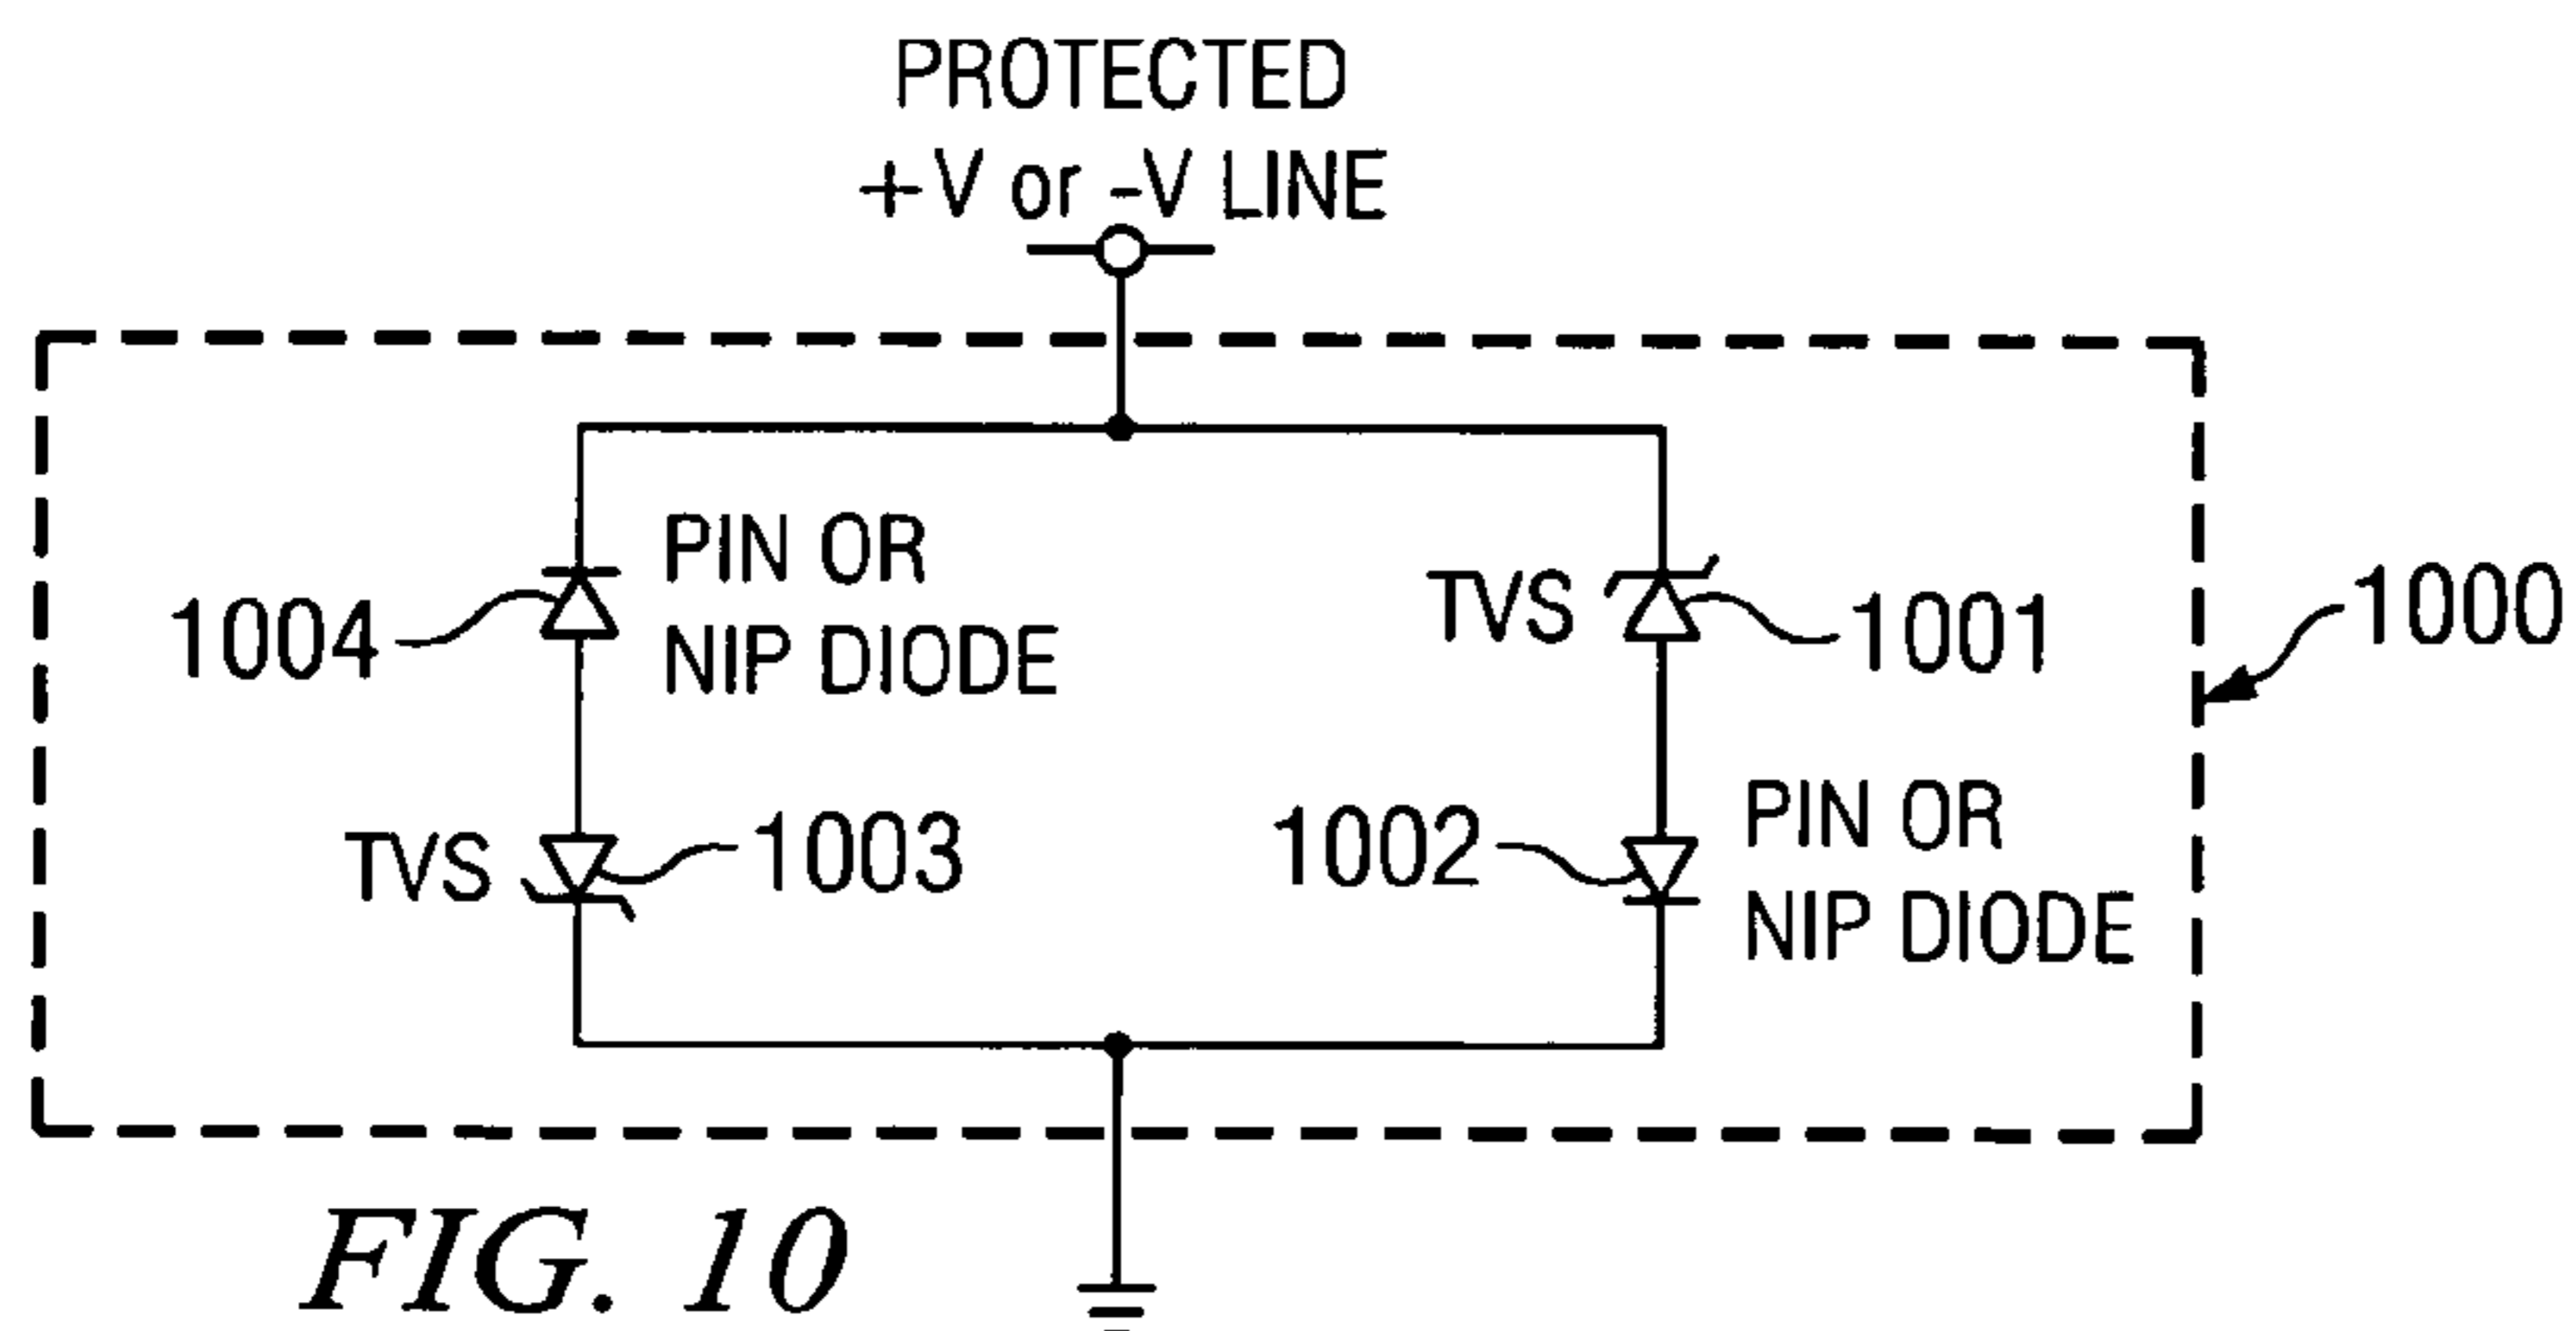 PROTECTED
+V or -V LINE
PIN OR
NIP DIODE
1004
TVS
1001
1000
TVS
1003
1002
PIN OR
NIP DIODE
FIG. 10